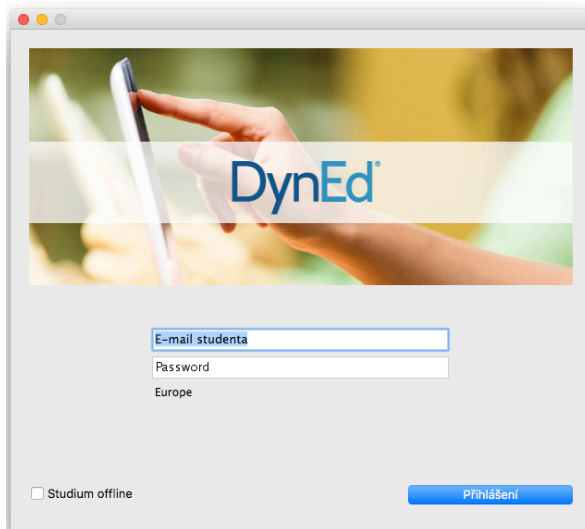 DynEd®
E-mail studenta
Password
Europe
Studium offline
Přihlášení